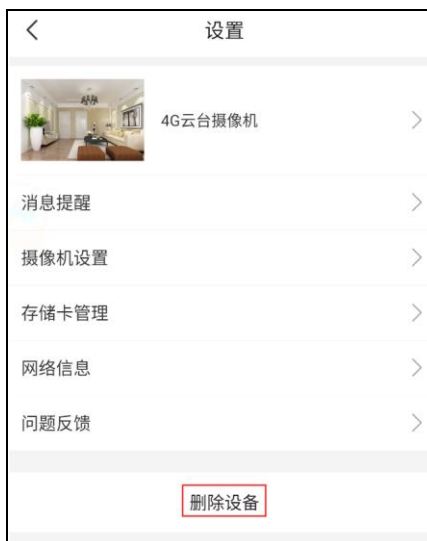 设置
4G云台摄像机
消息提醒
摄像机设置
存储卡管理
网络信息
问题反馈
删除设备